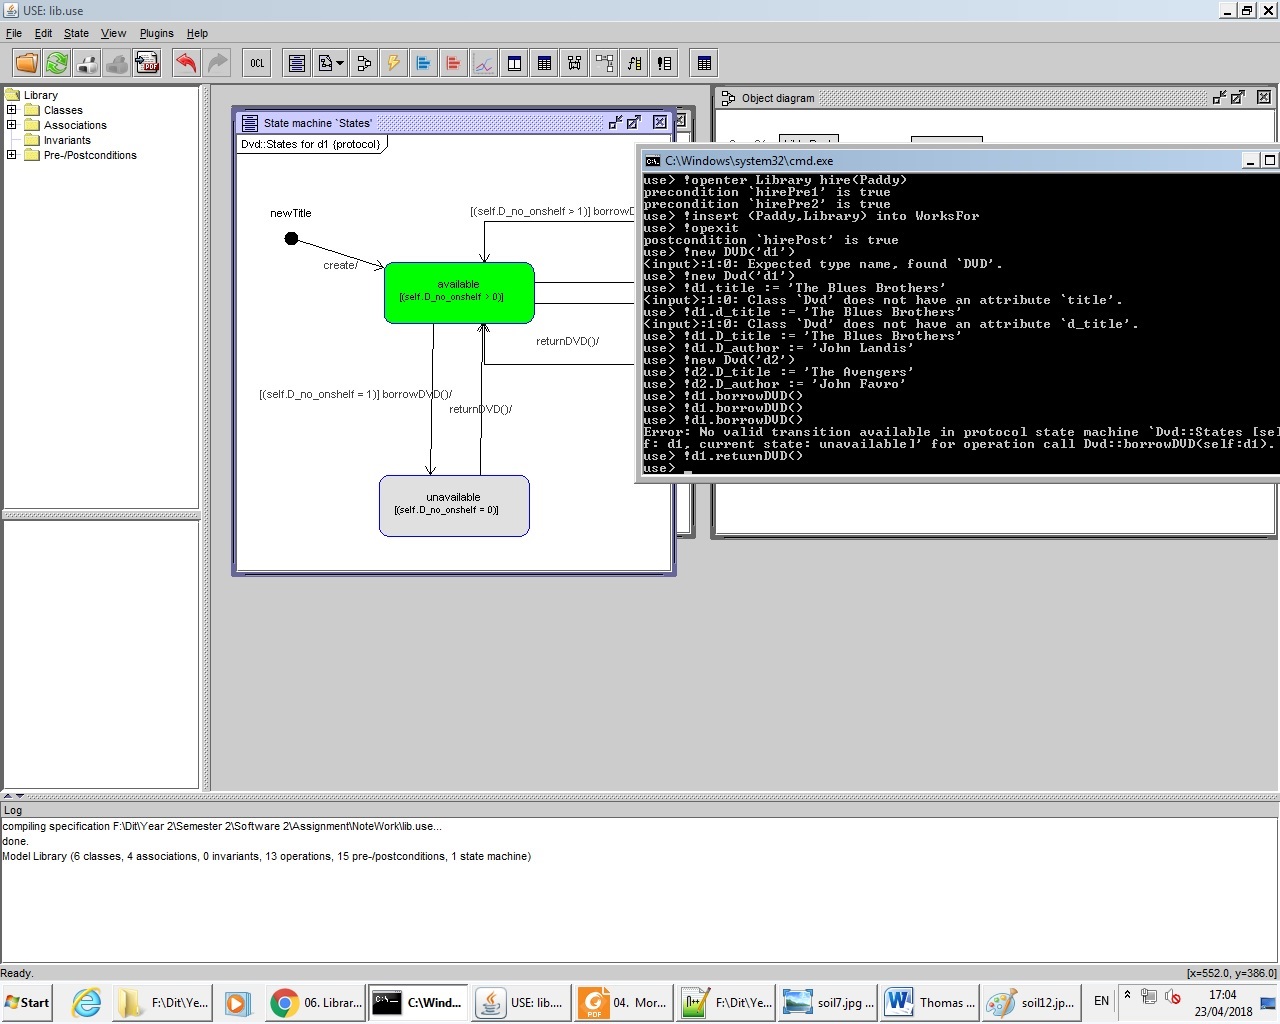 USE: lib.use
File Edit State View Plugins Help
OCL
Library
Classes
Associations
Invariants
Pre-/Postconditions
State machine `States'
Dvd::States for d1 {protocol}
newTitle
create/
[(self.D_no_onshelf > 1)] borrowD
available
[(self.D_no_onshelf > 0)]
returnDVD()/
[(self.D_no_onshelf = 1)] borrowDVD()/
returnDVD()/
unavailable
[(self.D_no_onshelf = 0)]
Object diagram
C:\Windows\system32\cmd.exe
use> !openter Library hire(Paddy)
precondition `hirePre1' is true
precondition `hirePre2' is true
use> !insert (Paddy,Library) into WorksFor
use> !opexit
postcondition `hirePost' is true
use> !new DVD('d1')
<input>:1:0: Expected type name, found `DVD'.
use> !new Dvd('d1')
use> !d1.title := 'The Blues Brothers'
<input>:1:0: Class `Dvd' does not have an attribute `title'.
use> !d1.d_title := 'The Blues Brothers'
<input>:1:0: Class `Dvd' does not have an attribute `d_title'.
use> !d1.D_title := 'The Blues Brothers'
use> !d1.D_author := 'John Landis'
use> !new Dvd('d2')
use> !d2.D_title := 'The Avengers'
use> !d2.D_author := 'John Favro'
use> !d1.borrowDVD()
use> !d1.borrowDVD()
use> !d1.borrowDVD()
Error: No valid transition available in protocol state machine `Dvd::States [sel
f: d1, current state: unavailable]' for operation call Dvd::borrowDVD(self:d1).
use> !d1.returnDVD()
use>
Log
compiling specification F:\Dit\Year 2\Semester 2\Software 2\Assignment\NoteWork\lib.use...
done.
Model Library (6 classes, 4 associations, 0 invariants, 13 operations, 15 pre-/postconditions, 1 state machine)
Ready.
[x=552.0, y=386.0]
Start
F:\Dit\Ye...
06. Librar...
C:\Wind...
USE: lib....
04. Mor...
F:\Dit\Ye...
soil7.jpg ...
Thomas ...
soil12.jp...
EN
17:04
23/04/2018